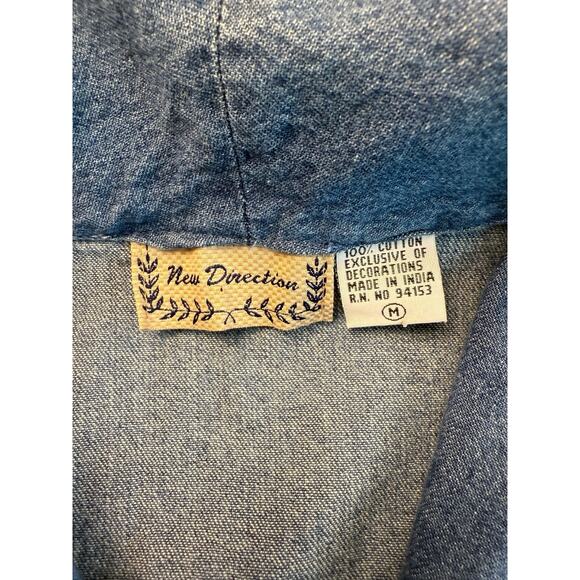 New Direction
100% COTTON
EXCLUSIVE OF
DECORATIONS
MADE IN INDIA
R.N. NO 94153
M